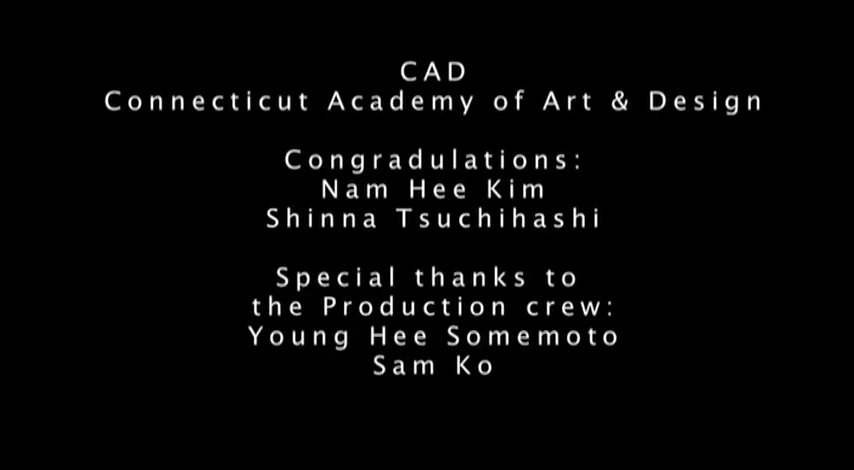 CAD
Connecticut Academy of Art & Design
Congradulations:
Nam Hee Kim
Shinna Tsuchihashi
Special thanks to
the Production crew:
Young Hee Somemoto
Sam Ko